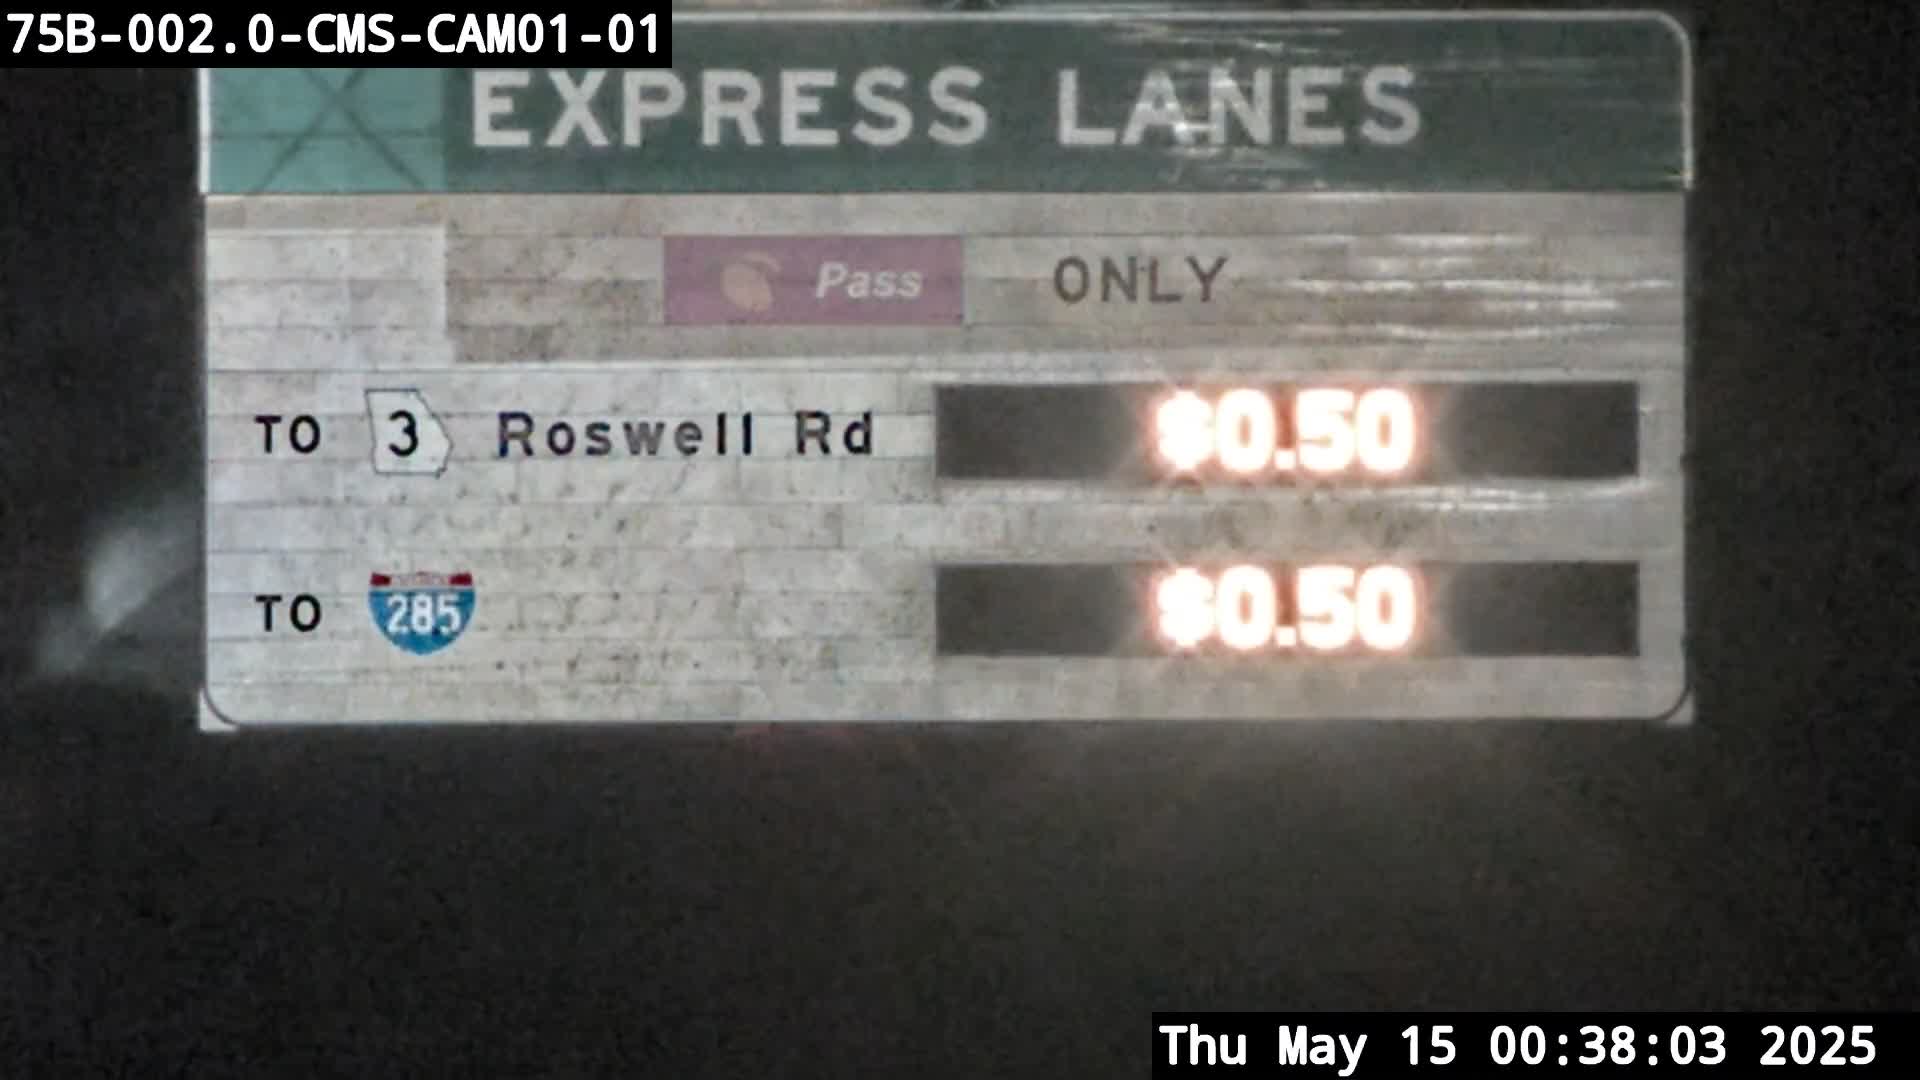 75B-002.0-CMS-CAM01-01
EXPRESS LANES
Pass ONLY
TO 3 Roswell Rd $0.50
TO 285 $0.50
Thu May 15 00:38:03 2025